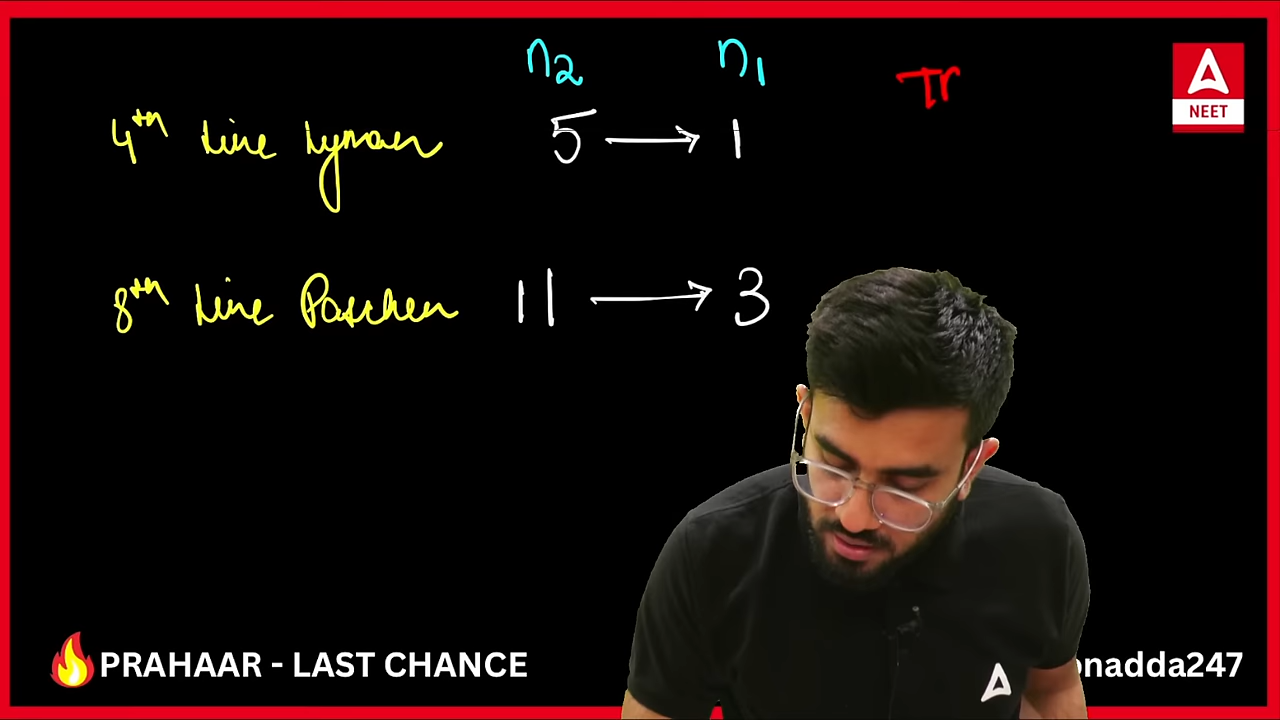 n2 n1 Tr
4th Line Lyman 5 → 1
8th Line Paschen 11 → 3
A
NEET
PRAHAAR - LAST CHANCE
nadda247